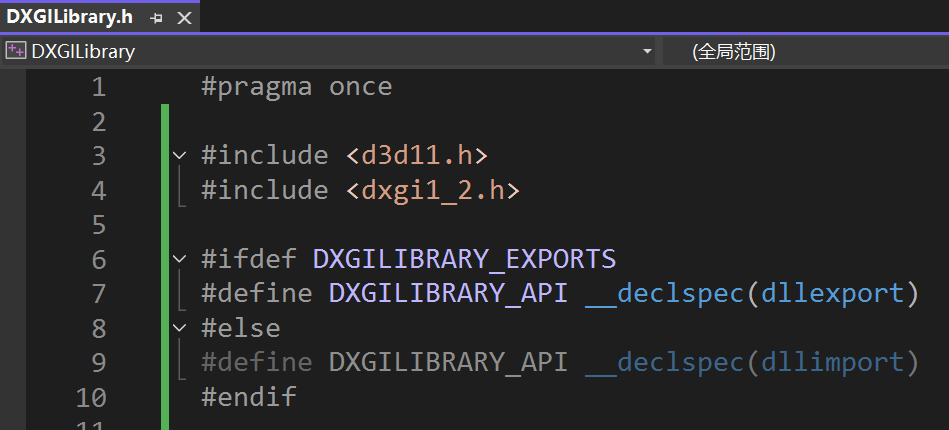 DXGILibrary.h
DXGILibrary (全局范围)
1 #pragma once
2
3 #include <d3d11.h>
4 #include <dxgi1_2.h>
5
6 #ifdef DXGILIBRARY_EXPORTS
7 #define DXGILIBRARY_API __declspec(dllexport)
8 #else
9 #define DXGILIBRARY_API __declspec(dllimport)
10 #endif
11